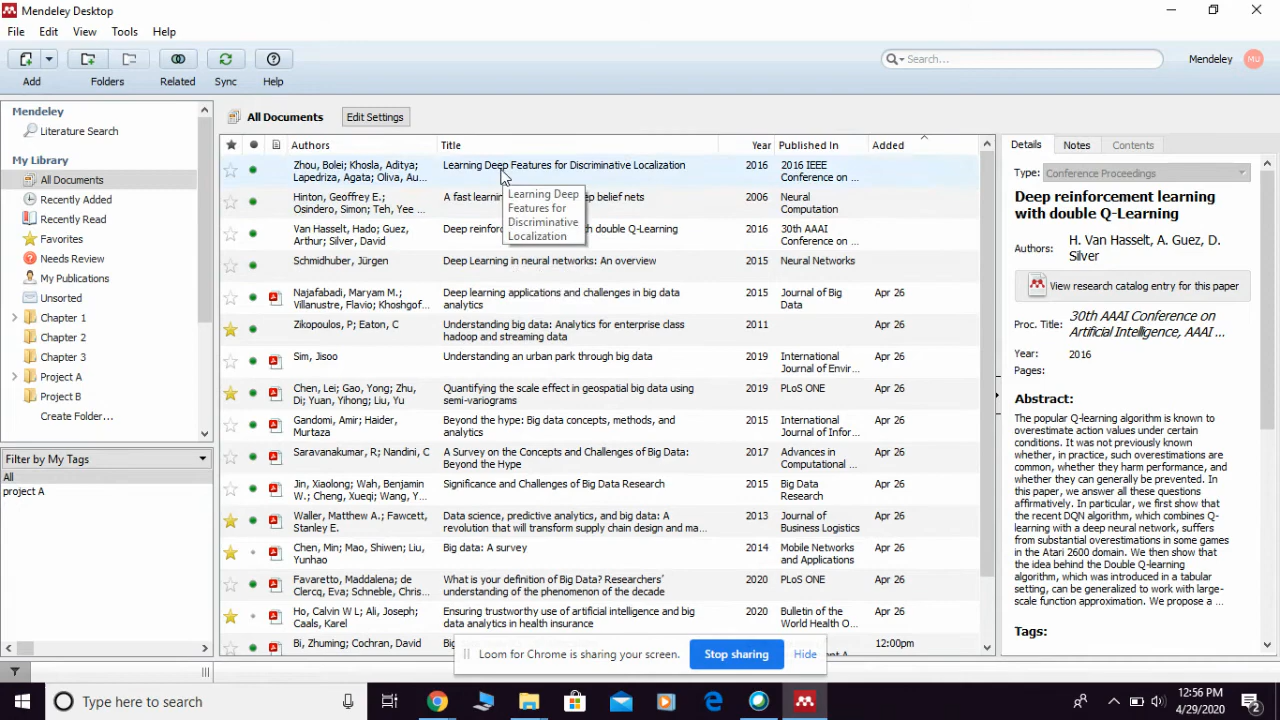 Mendeley Desktop
File Edit View Tools Help
Add Folders Related Sync Help
Search...
Mendeley MU
Mendeley
Literature Search
My Library
All Documents
Recently Added
Recently Read
Favorites
Needs Review
My Publications
Unsorted
Chapter 1
Chapter 2
Chapter 3
Project A
Project B
Create Folder...
Filter by My Tags
All
project A
All Documents Edit Settings
Authors Title Year Published In Added
Zhou, Bolei; Khosla, Aditya; Learning Deep Features for Discriminative Localization 2016 2016 IEEE
Lapedriza, Agata; Oliva, Au... Conference on ...
Hinton, Geoffrey E.; A fast learni ep belief nets 2006 Neural
Osindero, Simon; Teh, Yee ... Computation
Learning Deep
Features for
Discriminative
Localization
Van Hasselt, Hado; Guez, Deep reinfor th double Q-Learning 2016 30th AAAI
Arthur; Silver, David Conference on ...
Schmidhuber, Jürgen Deep Learning in neural networks: An overview 2015 Neural Networks
Najafabadi, Maryam M.; Deep learning applications and challenges in big data 2015 Journal of Big Apr 26
Villanustre, Flavio; Khoshgof... analytics Data
Zikopoulos, P; Eaton, C Understanding big data: Analytics for enterprise class 2011 Apr 26
hadoop and streaming data
Sim, Jisoo Understanding an urban park through big data 2019 International Apr 26
Journal of Envir...
Chen, Lei; Gao, Yong; Zhu, Quantifying the scale effect in geospatial big data using 2019 PLoS ONE Apr 26
Di; Yuan, Yihong; Liu, Yu semi-variograms
Gandomi, Amir; Haider, Beyond the hype: Big data concepts, methods, and 2015 International Apr 26
Murtaza analytics Journal of Infor...
Saravanakumar, R; Nandini, C A Survey on the Concepts and Challenges of Big Data: 2017 Advances in Apr 26
Beyond the Hype Computational ...
Jin, Xiaolong; Wah, Benjamin Significance and Challenges of Big Data Research 2015 Big Data Apr 26
W.; Cheng, Xueqi; Wang, Y... Research
Waller, Matthew A.; Fawcett, Data science, predictive analytics, and big data: A 2013 Journal of Apr 26
Stanley E. revolution that will transform supply chain design and ma... Business Logistics
Chen, Min; Mao, Shiwen; Liu, Big data: A survey 2014 Mobile Networks Apr 26
Yunhao and Applications
Favaretto, Maddalena; de What is your definition of Big Data? Researchers' 2020 PLoS ONE Apr 26
Clercq, Eva; Schneble, Chris... understanding of the phenomenon of the decade
Ho, Calvin W L; Ali, Joseph; Ensuring trustworthy use of artificial intelligence and big 2020 Bulletin of the Apr 26
Caals, Karel data analytics in health insurance World Health O...
Bi, Zhuming; Cochran, David Big 12:00pm
Details Notes Contents
Type: Conference Proceedings
Deep reinforcement learning
with double Q-Learning
Authors: H. Van Hasselt, A. Guez, D.
Silver
View research catalog entry for this paper
Proc. Title: 30th AAAI Conference on
Artificial Intelligence, AAAI ...
Year: 2016
Pages:
Abstract:
The popular Q-learning algorithm is known to
overestimate action values under certain
conditions. It was not previously known
whether, in practice, such overestimations are
common, whether they harm performance, and
whether they can generally be prevented. In
this paper, we answer all these questions
affirmatively. In particular, we first show that
the recent DQN algorithm, which combines Q-
learning with a deep neural network, suffers
from substantial overestimations in some games
in the Atari 2600 domain. We then show that
the idea behind the Double Q-learning
algorithm, which was introduced in a tabular
setting, can be generalized to work with large-
scale function approximation. We propose a ...
Tags:
Loom for Chrome is sharing your screen. Stop sharing Hide
Type here to search
12:56 PM
4/29/2020
2